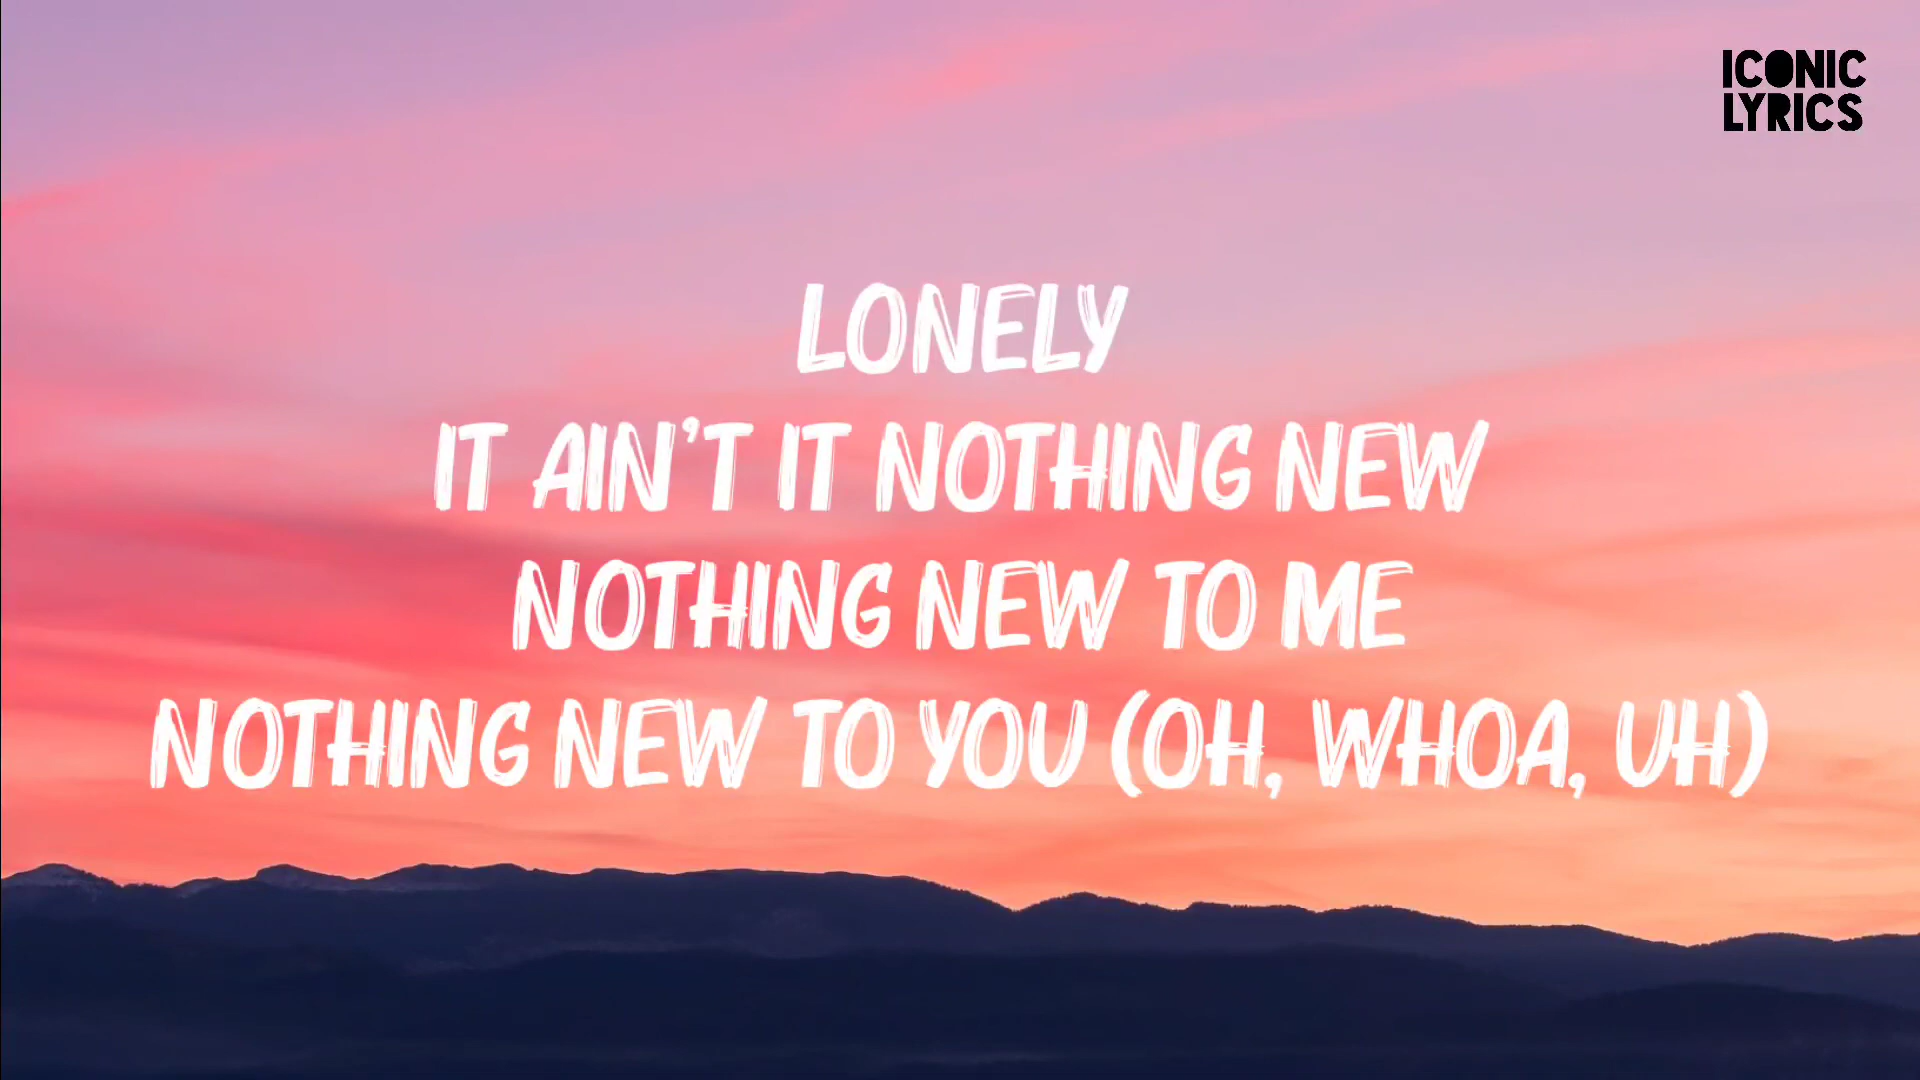 ICONIC
LYRICS
LONELY
IT AIN'T IT NOTHING NEW
NOTHING NEW TO ME
NOTHING NEW TO YOU (OH, WHOA, UH)